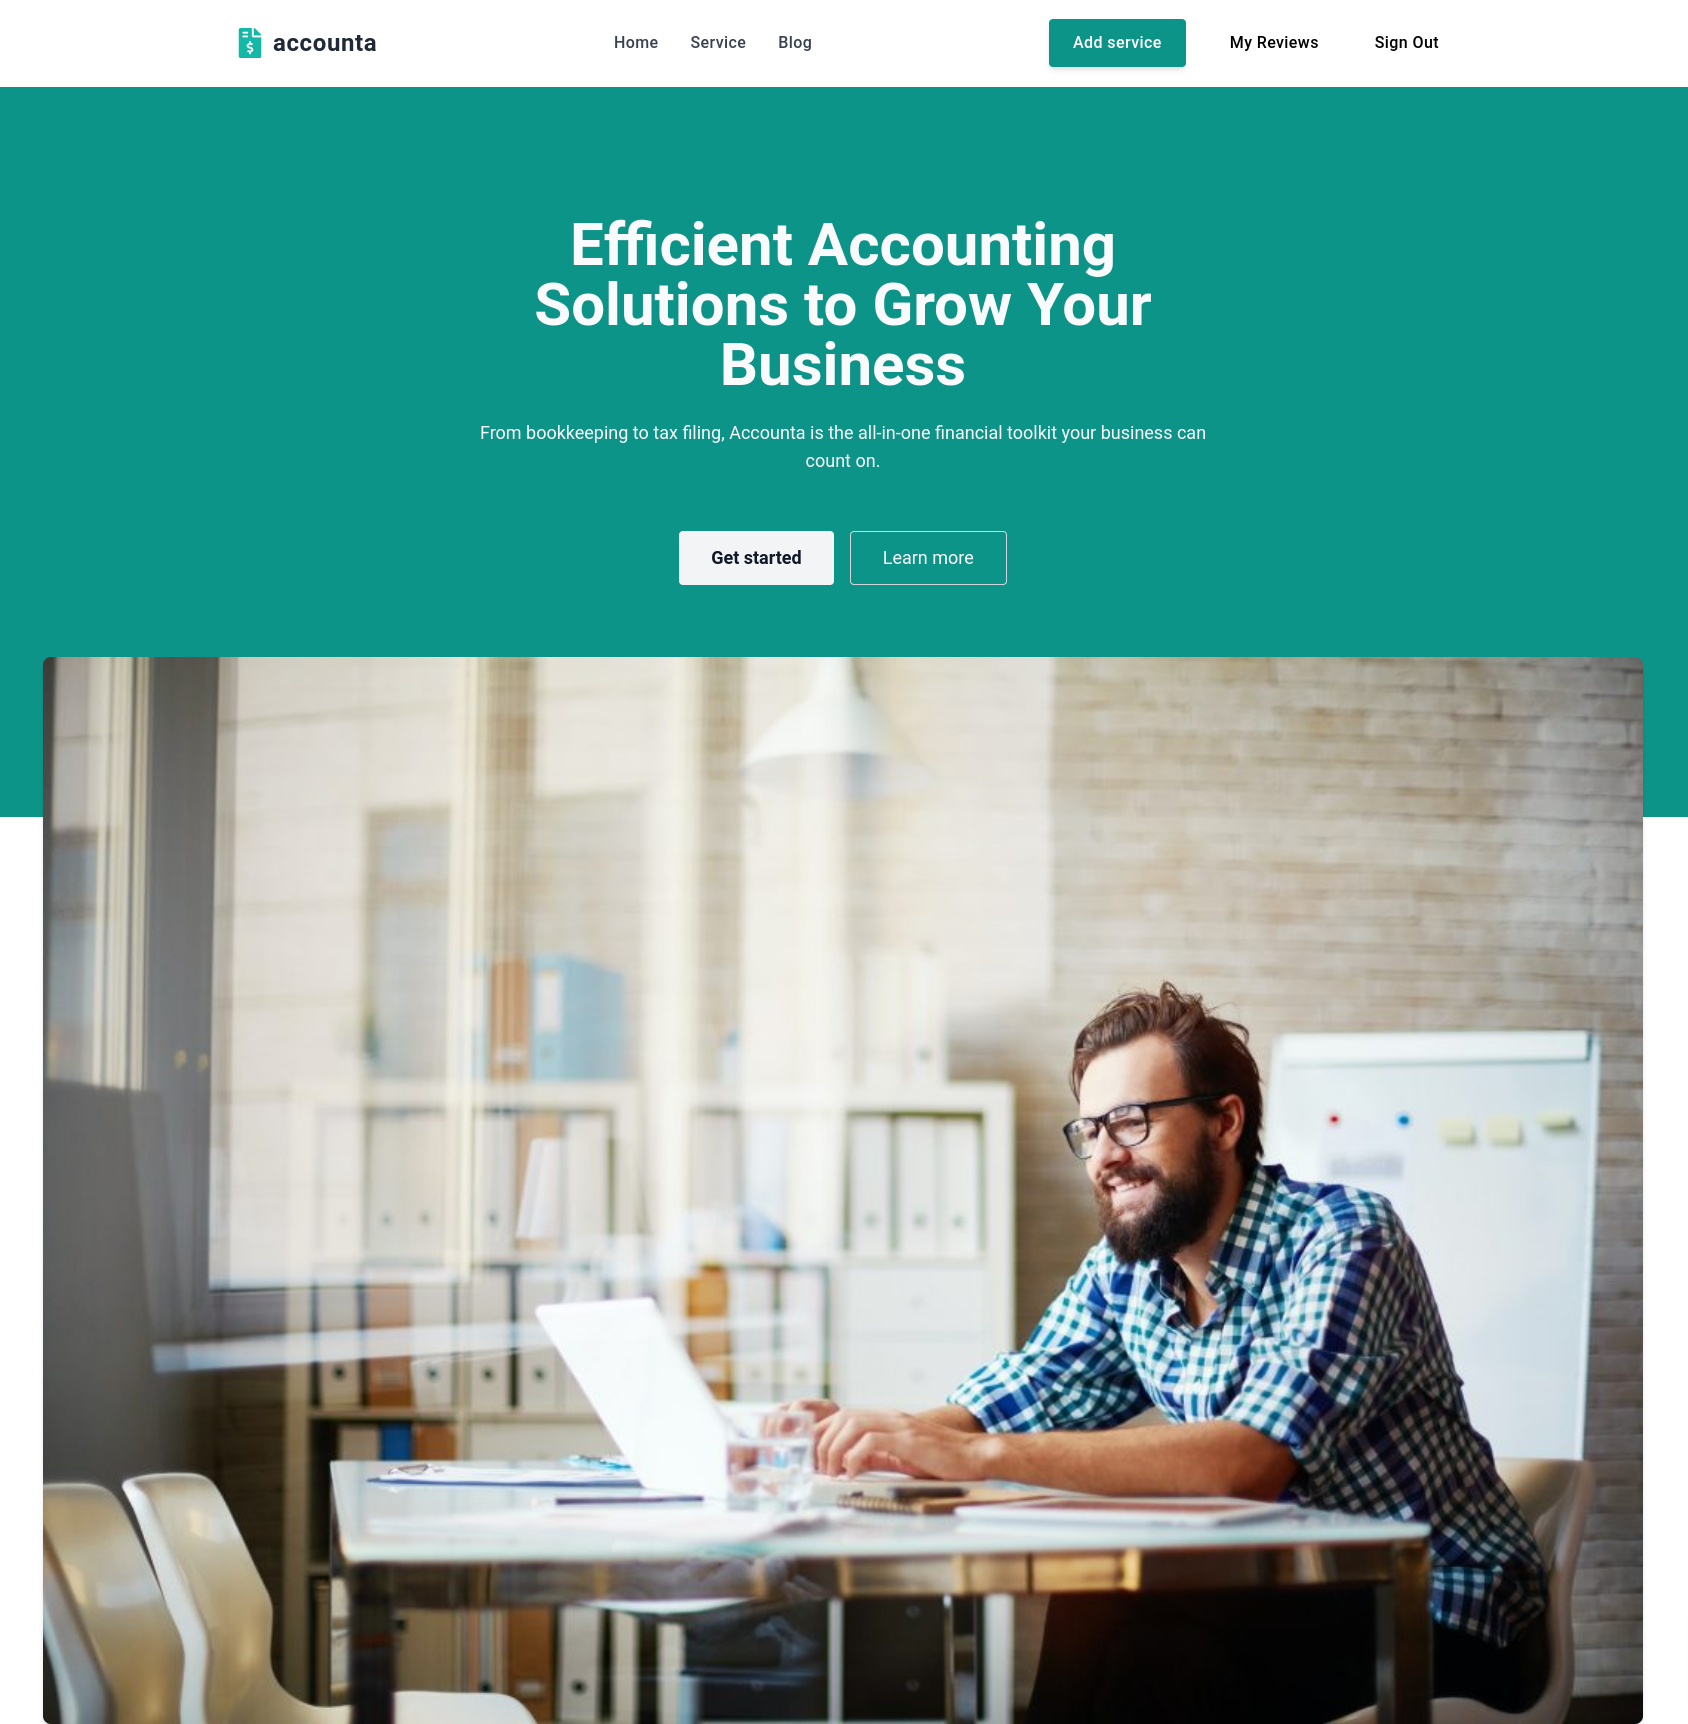 accounta
Home
Service
Blog
Add service
My Reviews
Sign Out
Efficient Accounting
Solutions to Grow Your
Business
From bookkeeping to tax filing, Accounta is the all-in-one financial toolkit your business can
count on.
Get started
Learn more